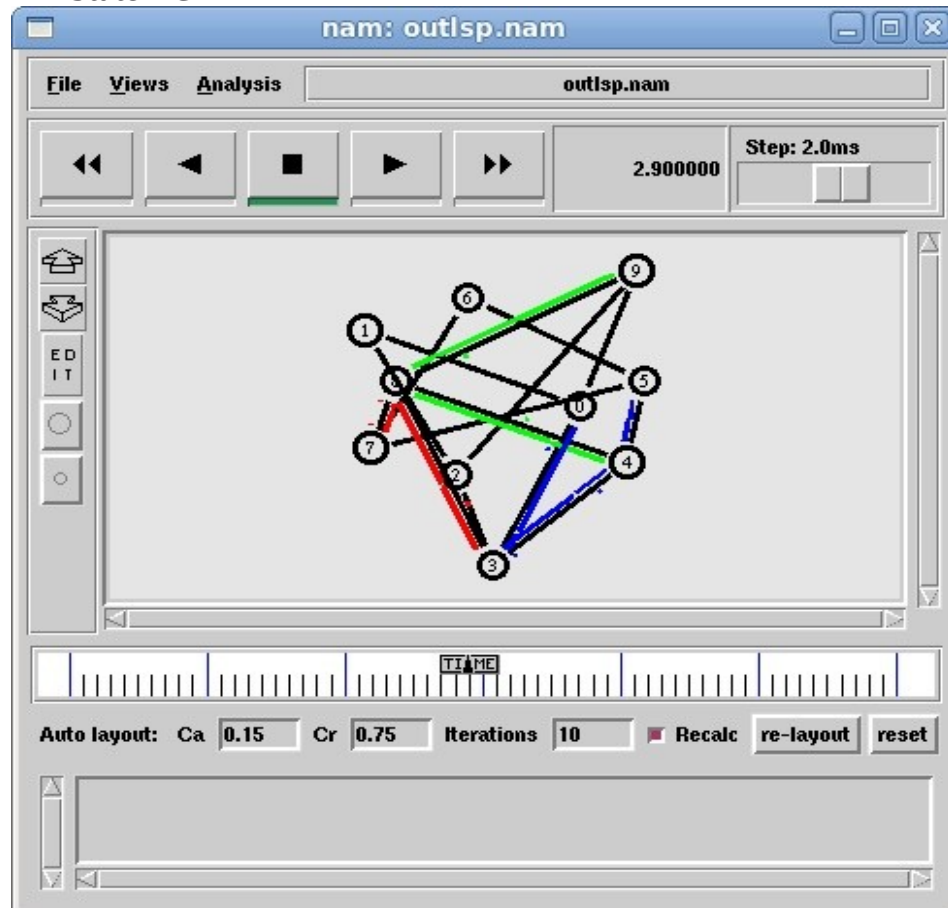 nam: outlsp.nam
File Views Analysis outlsp.nam
2.900000 Step: 2.0ms
ED
IT
9
6
1
8
5
0
7
2
4
3
TIME
Auto layout: Ca 0.15 Cr 0.75 Iterations 10 Recalc re-layout reset